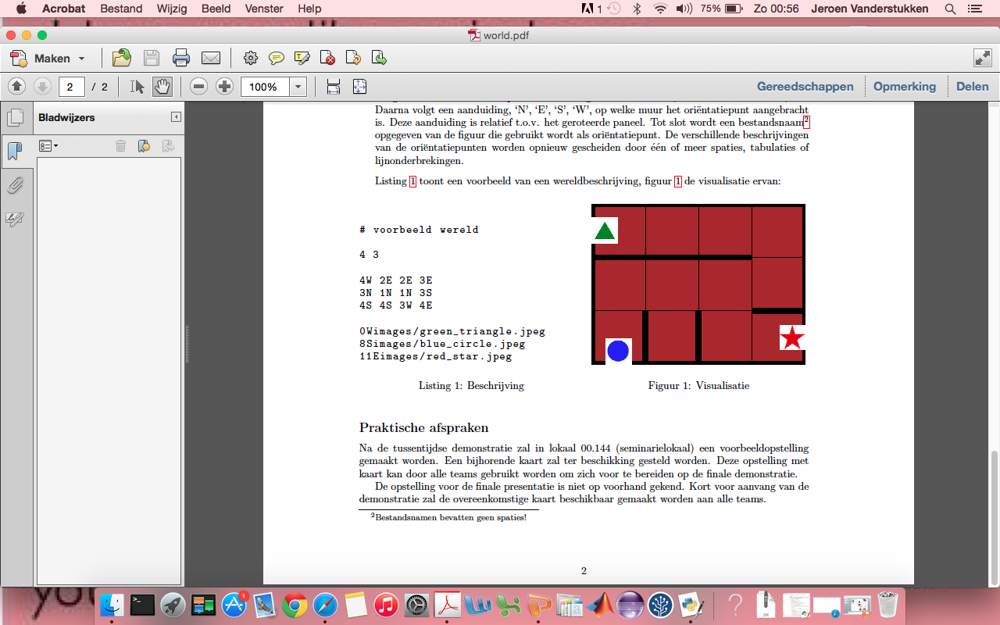 Acrobat Bestand Wijzig Beeld Venster Help 1 75% Zo 00:56 Jeroen Vanderstukken
world.pdf
Maken
2 / 2 100% Gereedschappen Opmerking Delen
Bladwijzers
Daarna volgt een aanduiding, ‘N’, ‘E’, ‘S’, ‘W’, op welke muur het oriëntatiepunt aangebracht
is. Deze aanduiding is relatief t.o.v. het geroteerde paneel. Tot slot wordt een bestandsnaam2
opgegeven van de figuur die gebruikt wordt als oriëntatiepunt. De verschillende beschrijvingen
van de oriëntatiepunten worden opnieuw gescheiden door één of meer spaties, tabulaties of
lijnonderbrekingen.
Listing 1 toont een voorbeeld van een wereldbeschrijving, figuur 1 de visualisatie ervan:
# voorbeeld wereld
4 3
4W 2E 2E 3E
3N 1N 1N 3S
4S 4S 3W 4E
0Wimages/green_triangle.jpeg
8Simages/blue_circle.jpeg
11Eimages/red_star.jpeg
Listing 1: Beschrijving
Figuur 1: Visualisatie
Praktische afspraken
Na de tussentijdse demonstratie zal in lokaal 00.144 (seminarielokaal) een voorbeeldopstelling
gemaakt worden. Een bijhorende kaart zal ter beschikking gesteld worden. Deze opstelling met
kaart kan door alle teams gebruikt worden om zich voor te bereiden op de finale demonstratie.
De opstelling voor de finale presentatie is niet op voorhand gekend. Kort voor aanvang van de
demonstratie zal de overeenkomstige kaart beschikbaar gemaakt worden aan alle teams.
2Bestandsnamen bevatten geen spaties!
2
you
1
ZIP